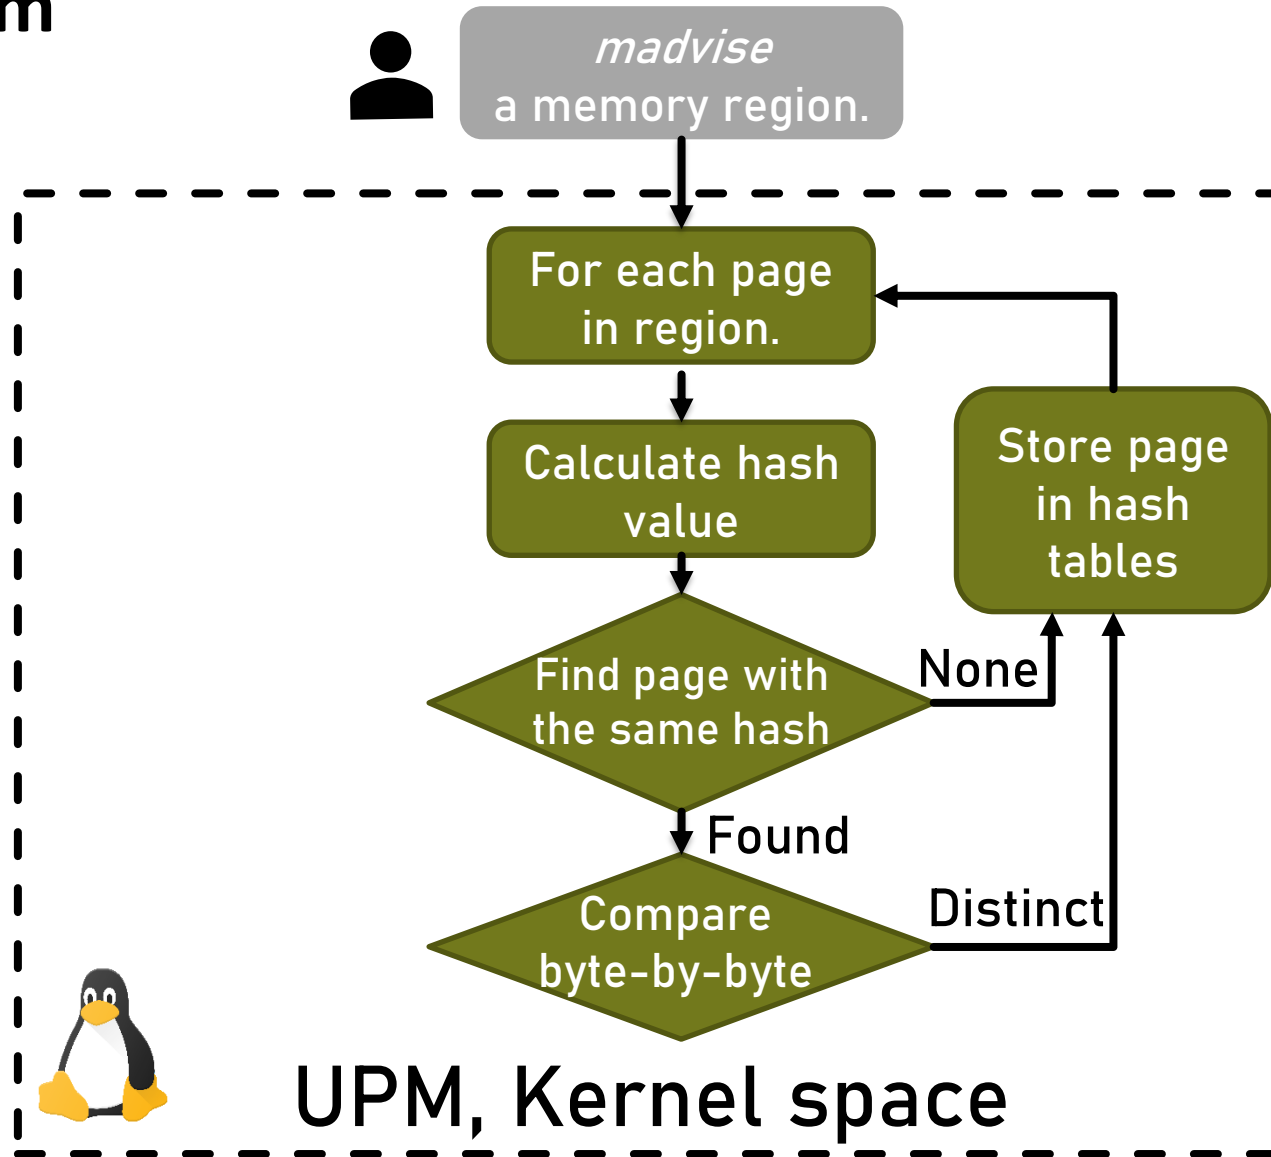 m
madvise
a memory region.
For each page
in region.
Calculate hash
value
Store page
in hash
tables
Find page with
the same hash
None
Found
Compare
byte-by-byte
Distinct
UPM, Kernel space